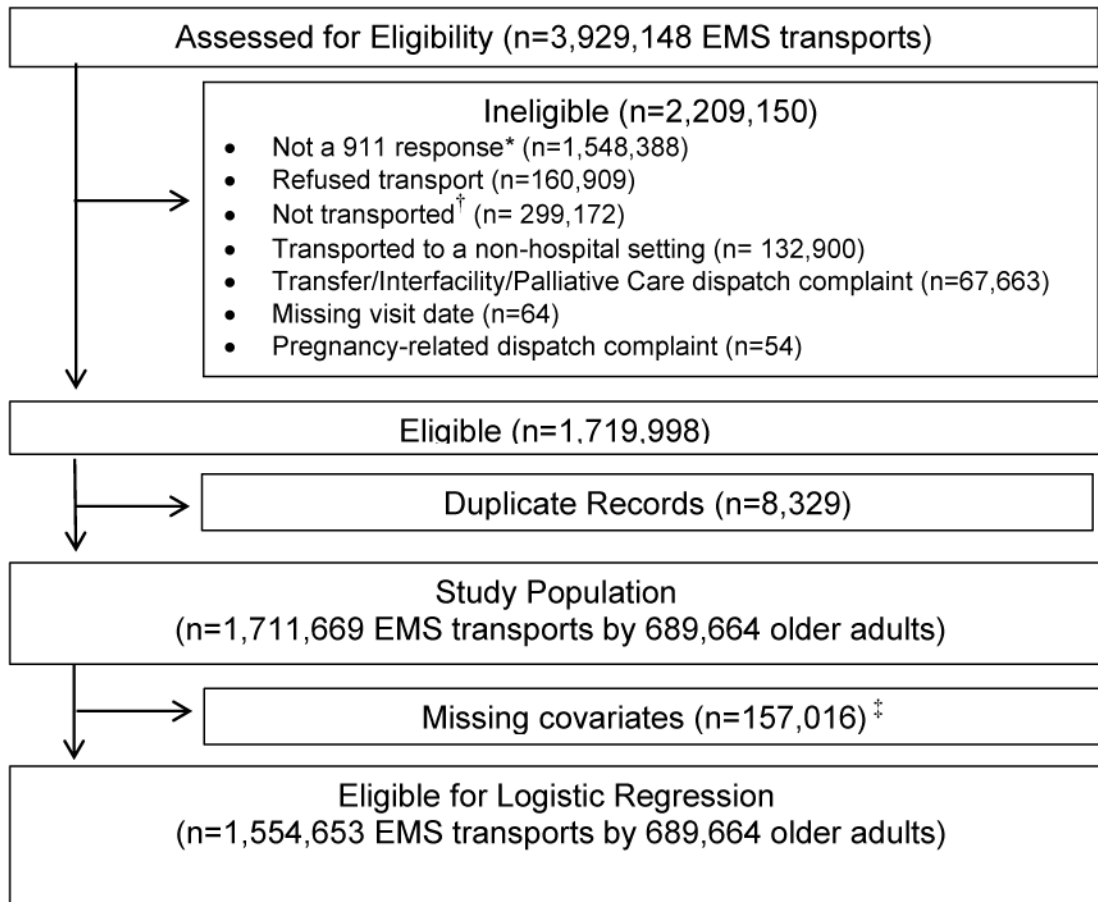 Assessed for Eligibility (n=3,929,148 EMS transports)
Ineligible (n=2,209,150)
• Not a 911 response* (n=1,548,388)
• Refused transport (n=160,909)
• Not transported† (n= 299,172)
• Transported to a non-hospital setting (n= 132,900)
• Transfer/Interfacility/Palliative Care dispatch complaint (n=67,663)
• Missing visit date (n=64)
• Pregnancy-related dispatch complaint (n=54)
Eligible (n=1,719,998)
Duplicate Records (n=8,329)
Study Population
(n=1,711,669 EMS transports by 689,664 older adults)
Missing covariates (n=157,016) ‡
Eligible for Logistic Regression
(n=1,554,653 EMS transports by 689,664 older adults)